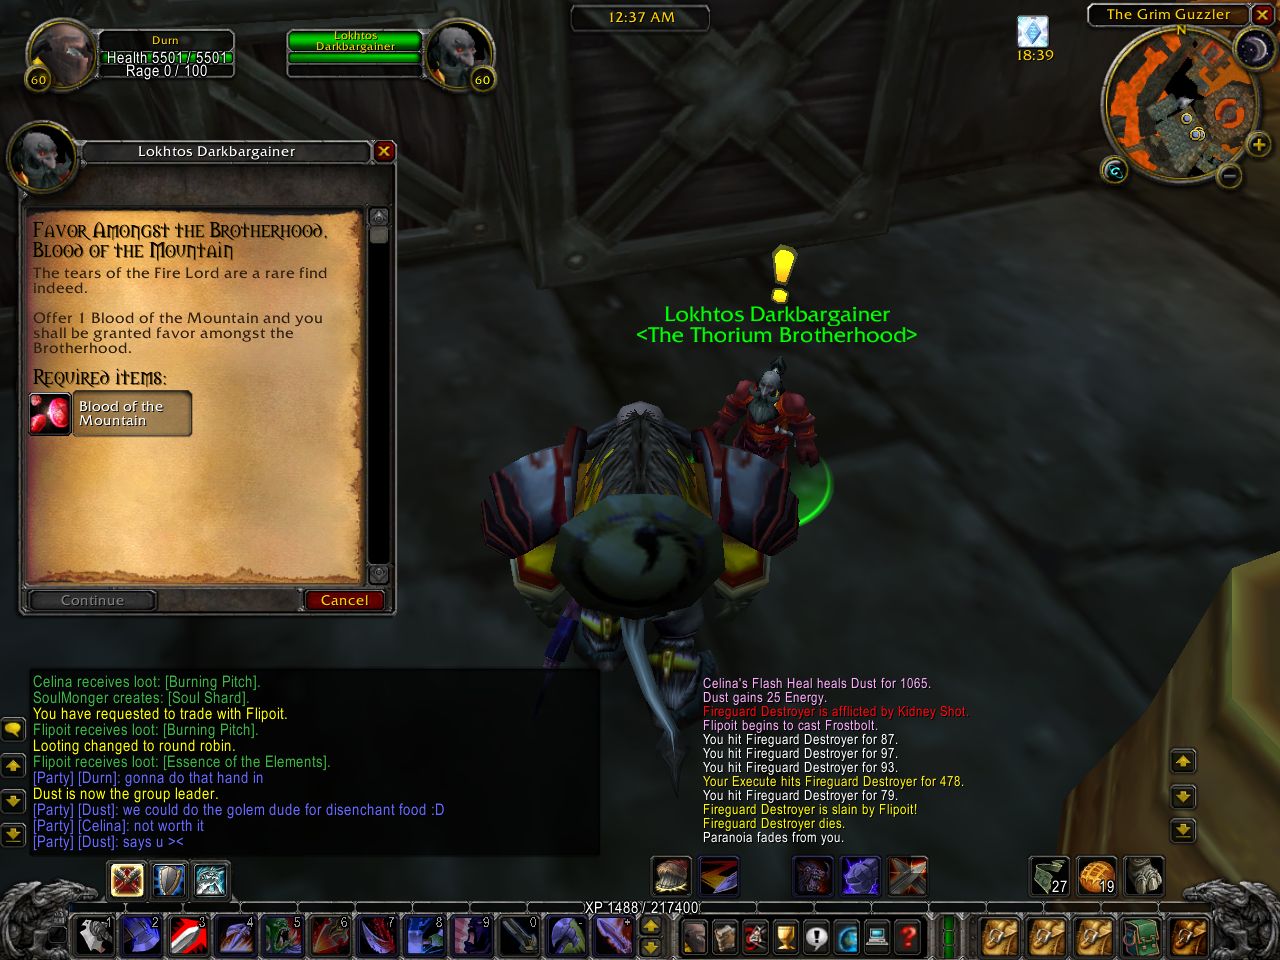 12:37 AM
The Grim Guzzler
N
18:39
Durn
Health 5501 / 5501
Rage 0 / 100
60
Lokhtos
Darkbargainer
60
Lokhtos Darkbargainer
Favor Amongst the Brotherhood,
Blood of the Mountain
The tears of the Fire Lord are a rare find
indeed.
Offer 1 Blood of the Mountain and you
shall be granted favor amongst the
Brotherhood.
Required items:
Blood of the
Mountain
Continue
Cancel
Lokhtos Darkbargainer
<The Thorium Brotherhood>
Celina receives loot: [Burning Pitch].
SoulMonger creates: [Soul Shard].
You have requested to trade with Flipoit.
Flipoit receives loot: [Burning Pitch].
Looting changed to round robin.
Flipoit receives loot: [Essence of the Elements].
[Party] [Durn]: gonna do that hand in
Dust is now the group leader.
[Party] [Dust]: we could do the golem dude for disenchant food :D
[Party] [Celina]: not worth it
[Party] [Dust]: says u ><
Celina's Flash Heal heals Dust for 1065.
Dust gains 25 Energy.
Fireguard Destroyer is afflicted by Kidney Shot.
Flipoit begins to cast Frostbolt.
You hit Fireguard Destroyer for 87.
You hit Fireguard Destroyer for 97.
You hit Fireguard Destroyer for 93.
Your Execute hits Fireguard Destroyer for 478.
You hit Fireguard Destroyer for 79.
Fireguard Destroyer is slain by Flipoit!
Fireguard Destroyer dies.
Paranoia fades from you.
27
19
XP 1488 / 217400
1 2 3 4 5 6 7 8 9 0 - +